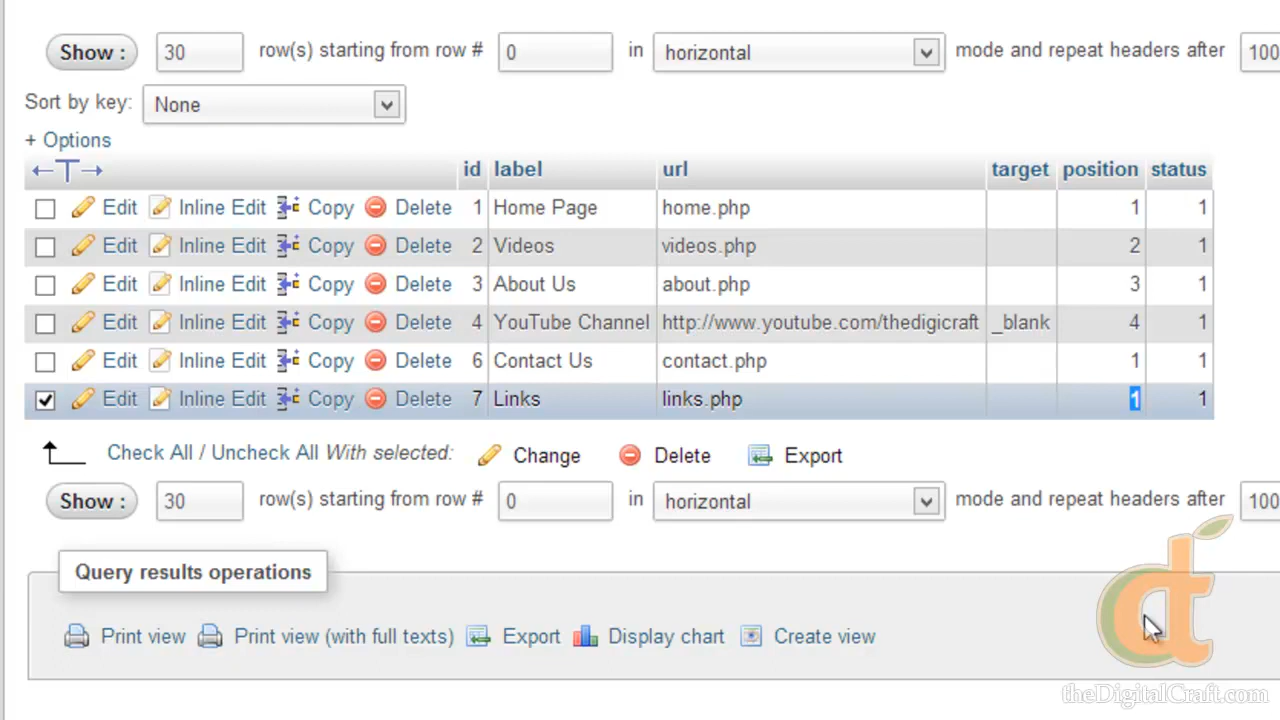 Show : 30 row(s) starting from row # 0 in horizontal mode and repeat headers after 100
Sort by key: None
+ Options
←T→ id label url target position status
Edit Inline Edit Copy Delete 1 Home Page home.php 1 1
Edit Inline Edit Copy Delete 2 Videos videos.php 2 1
Edit Inline Edit Copy Delete 3 About Us about.php 3 1
Edit Inline Edit Copy Delete 4 YouTube Channel http://www.youtube.com/thedigicraft _blank 4 1
Edit Inline Edit Copy Delete 6 Contact Us contact.php 1 1
Edit Inline Edit Copy Delete 7 Links links.php 1 1
Check All / Uncheck All With selected: Change Delete Export
Show : 30 row(s) starting from row # 0 in horizontal mode and repeat headers after 100
Query results operations
Print view Print view (with full texts) Export Display chart Create view
dt
theDigitalCraft.com